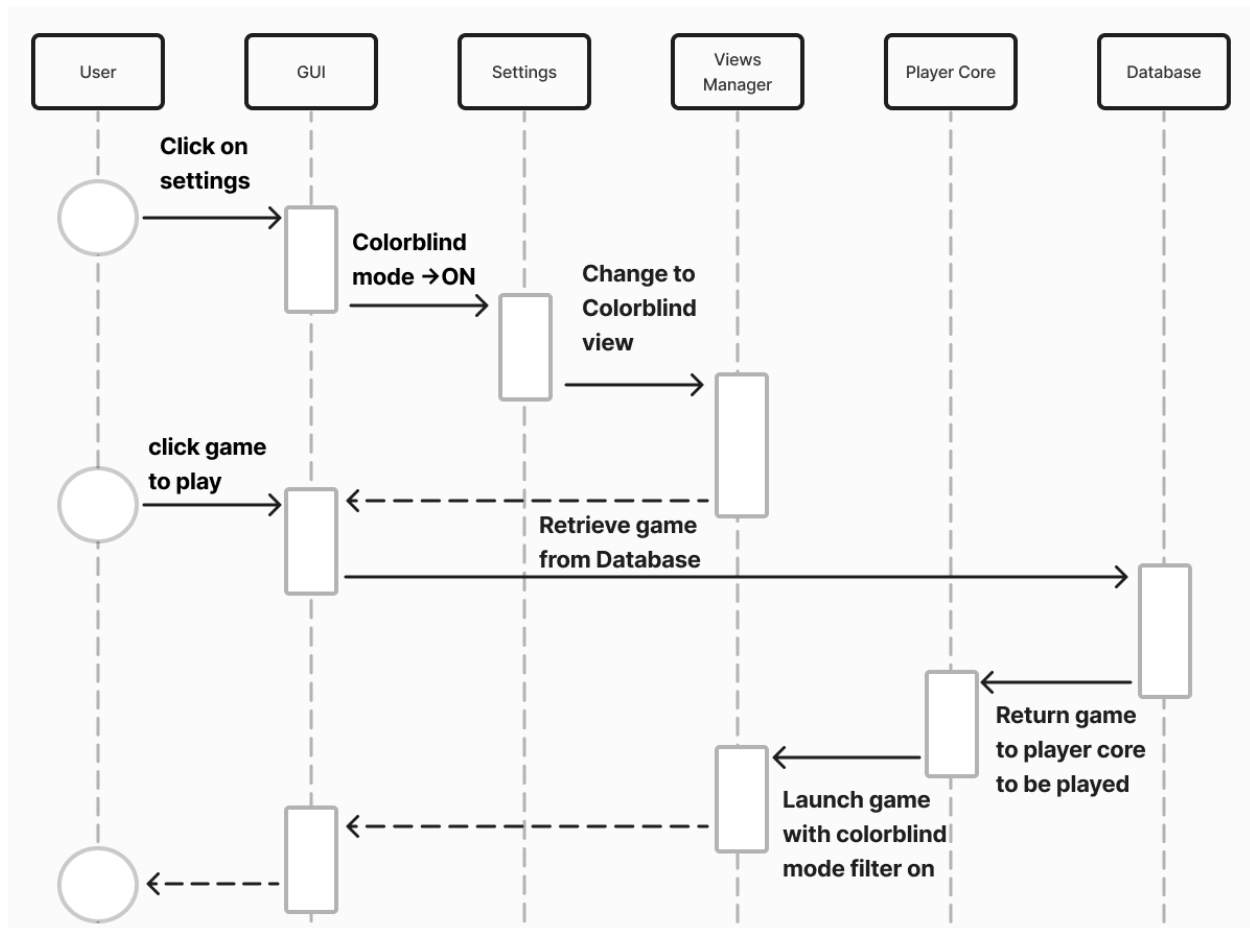 User
GUI
Settings
Views
Manager
Player Core
Database
Click on
settings
Colorblind
mode →ON
Change to
Colorblind
view
click game
to play
Retrieve game
from Database
Return game
to player core
to be played
Launch game
with colorblind
mode filter on